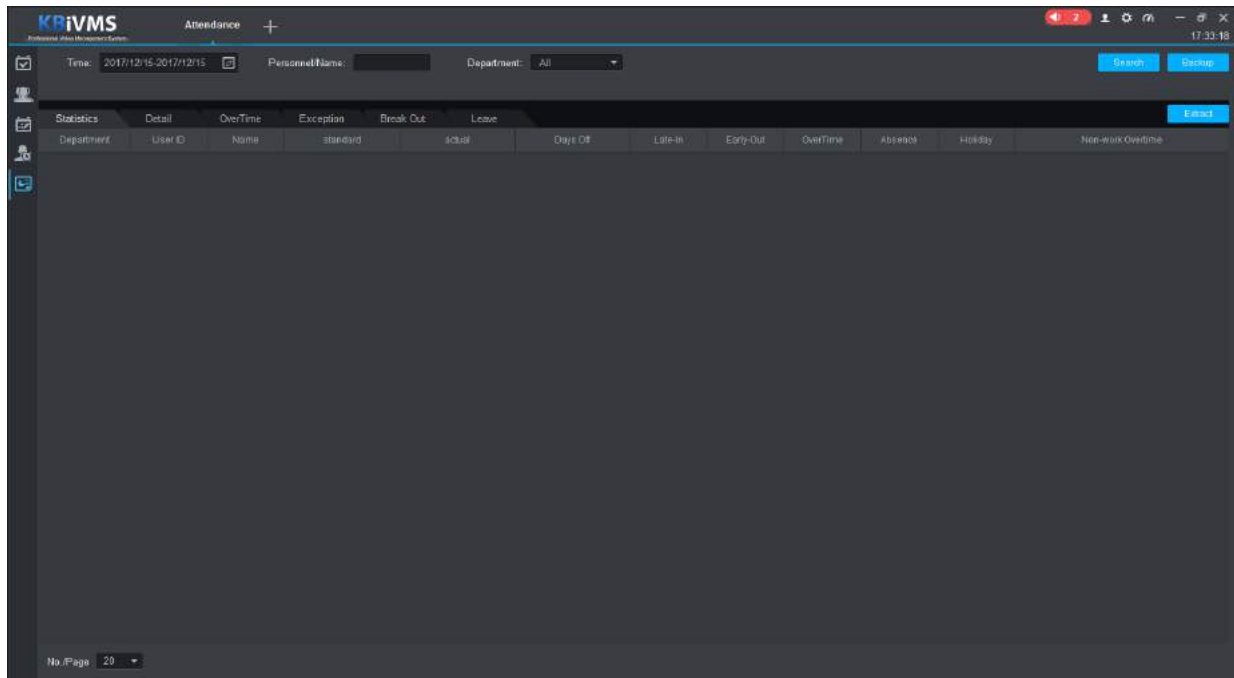 KBiVMS
Professional Video Management System
Attendance
2
17:33:18
Time: 2017/12/15-2017/12/15 Personnel/Name: Department: All Search Backup
Statistics Detail OverTime Exception Break Out Leave Extract
Department User ID Name standard actual Days Off Late-In Early-Out OverTime Absence Holiday Non-work Overtime
No./Page 20